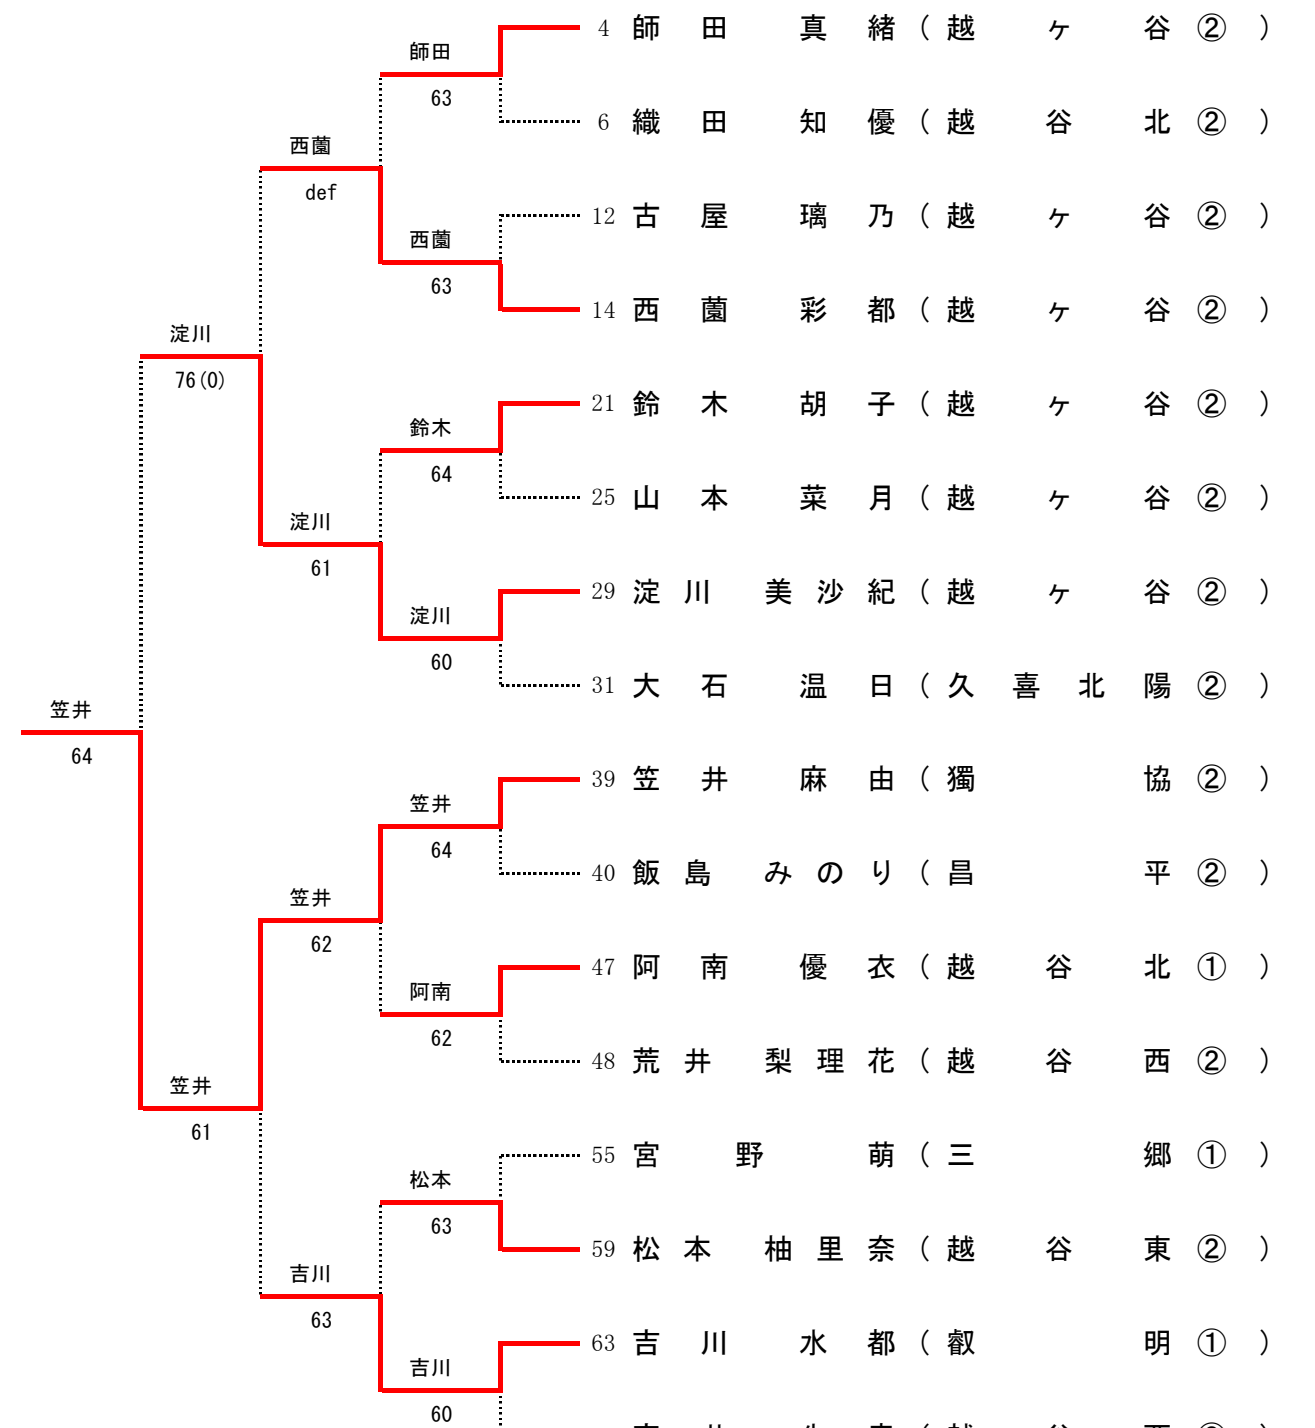 4 師田 真緒 ( 越ヶ谷 ② )
師田
63
6 織田 知優 ( 越谷北 ② )
西薗
def
12 古屋 璃乃 ( 越ヶ谷 ② )
西薗
63
14 西薗 彩都 ( 越ヶ谷 ② )
淀川
76(0)
21 鈴木 胡子 ( 越ヶ谷 ② )
鈴木
64
25 山本 菜月 ( 越ヶ谷 ② )
淀川
61
29 淀川 美沙紀 ( 越ヶ谷 ② )
淀川
60
31 大石 温日 ( 久喜北陽 ② )
笠井
64
39 笠井 麻由 ( 獨協 ② )
笠井
64
40 飯島 みのり ( 昌平 ② )
笠井
62
47 阿南 優衣 ( 越谷北 ① )
阿南
62
48 荒井 梨理花 ( 越谷西 ② )
笠井
61
55 宮野 萌 ( 三郷 ① )
松本
63
59 松本 柚里奈 ( 越谷東 ② )
吉川
63
63 吉川 水都 ( 叡明 ① )
吉川
60